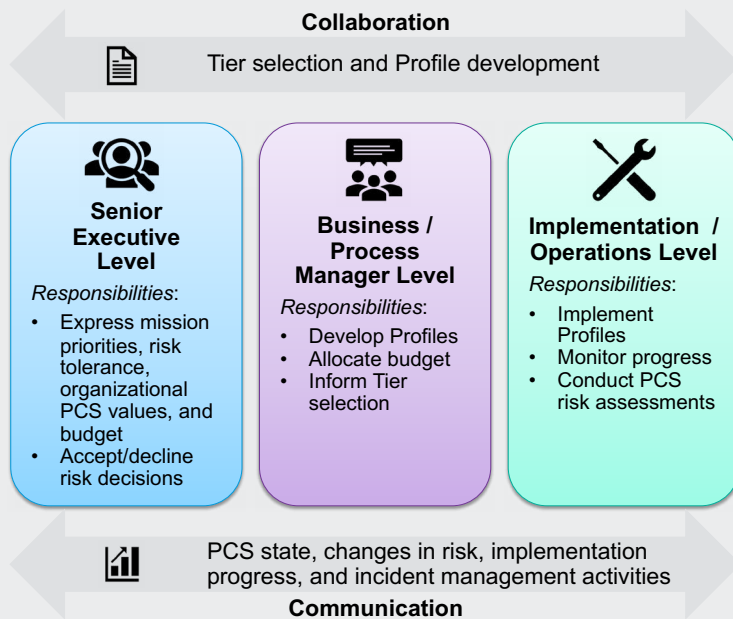 Collaboration
Tier selection and Profile development
Senior
Executive
Level
Responsibilities:
• Express mission
priorities, risk
tolerance,
organizational
PCS values, and
budget
• Accept/decline
risk decisions
Business /
Process
Manager Level
Responsibilities:
• Develop Profiles
• Allocate budget
• Inform Tier
selection
Implementation /
Operations Level
Responsibilities:
• Implement
Profiles
• Monitor progress
• Conduct PCS
risk assessments
PCS state, changes in risk, implementation
progress, and incident management activities
Communication